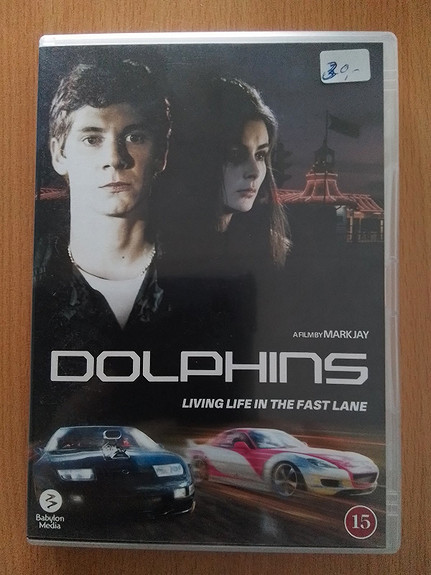 30,-
A FILM BY MARK JAY
DOLPHINS
LIVING LIFE IN THE FAST LANE
Babylon
Media
15